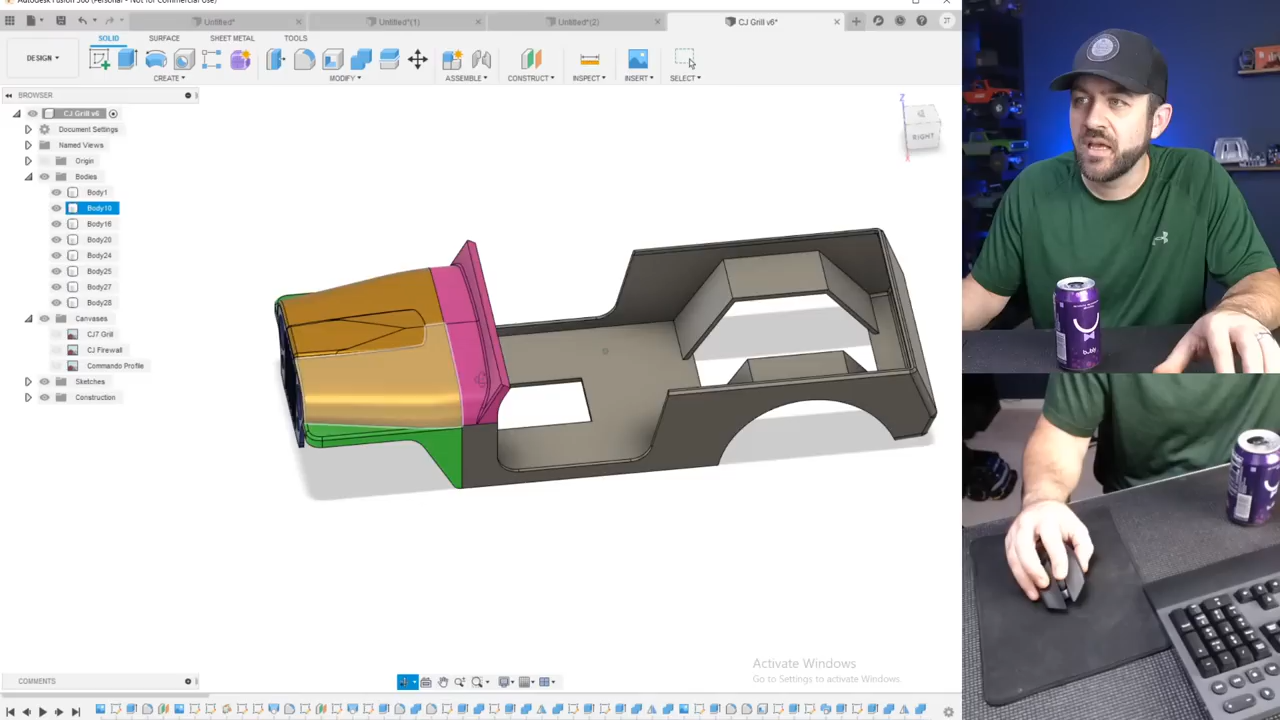 Autodesk Fusion 360 (Personal - Not for Commercial Use)
Untitled*
Untitled*(1)
Untitled*(2)
CJ Grill v6*
JT
SOLID
SURFACE
SHEET METAL
TOOLS
DESIGN
CREATE
MODIFY
ASSEMBLE
CONSTRUCT
INSPECT
INSERT
SELECT
BROWSER
CJ Grill v6
Document Settings
Named Views
Origin
Bodies
Body1
Body10
Body16
Body20
Body24
Body25
Body27
Body28
Canvases
CJ7 Grill
CJ Firewall
Commando Profile
Sketches
Construction
Z
RIGHT
Activate Windows
Go to Settings to activate Windows.
COMMENTS